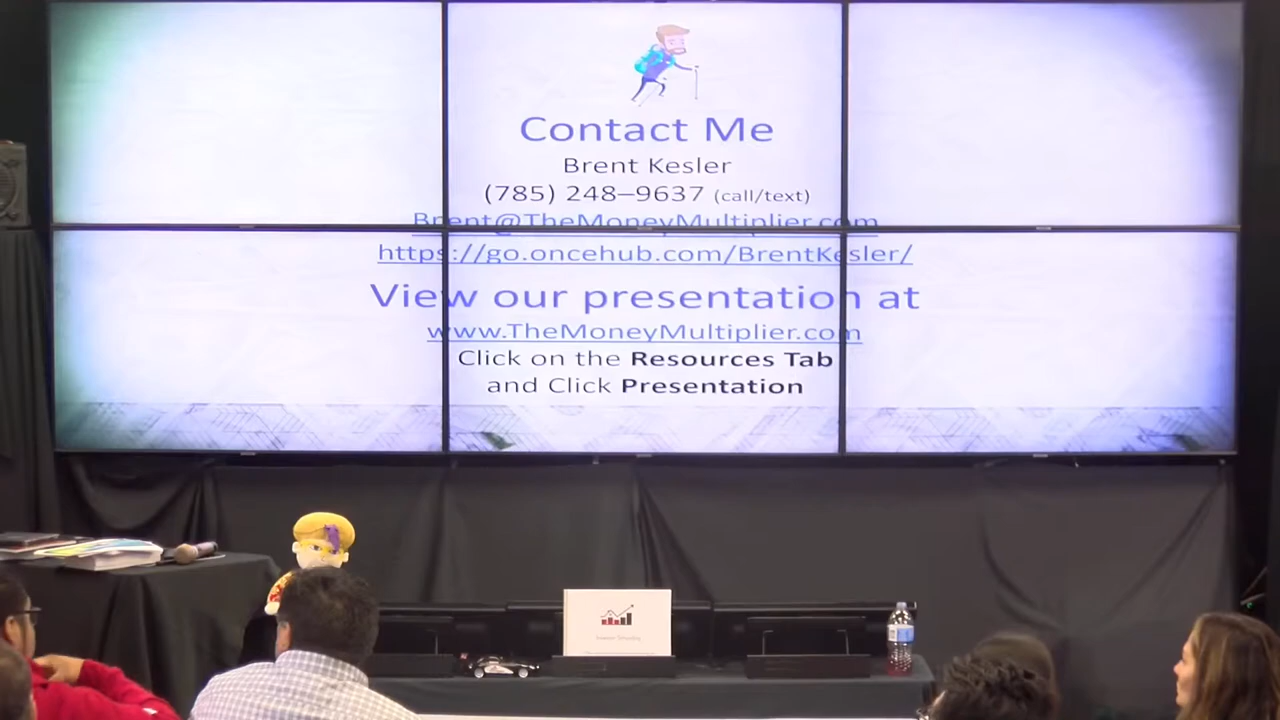 Contact Me
Brent Kesler
(785) 248–9637 (call/text)
Brent@TheMoneyMultiplier.com
https://go.oncehub.com/BrentKesler/
View our presentation at
www.TheMoneyMultiplier.com
Click on the Resources Tab
and Click Presentation